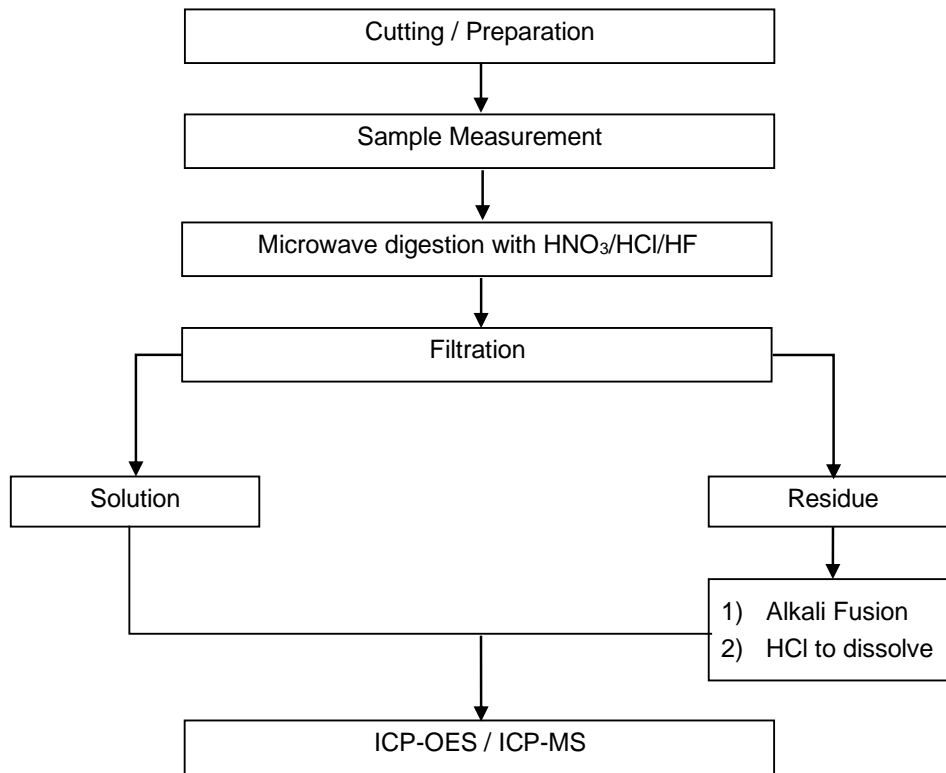 Cutting / Preparation
Sample Measurement
Microwave digestion with HNO₃/HCl/HF
Filtration
Solution
Residue
1) Alkali Fusion
2) HCl to dissolve
ICP-OES / ICP-MS